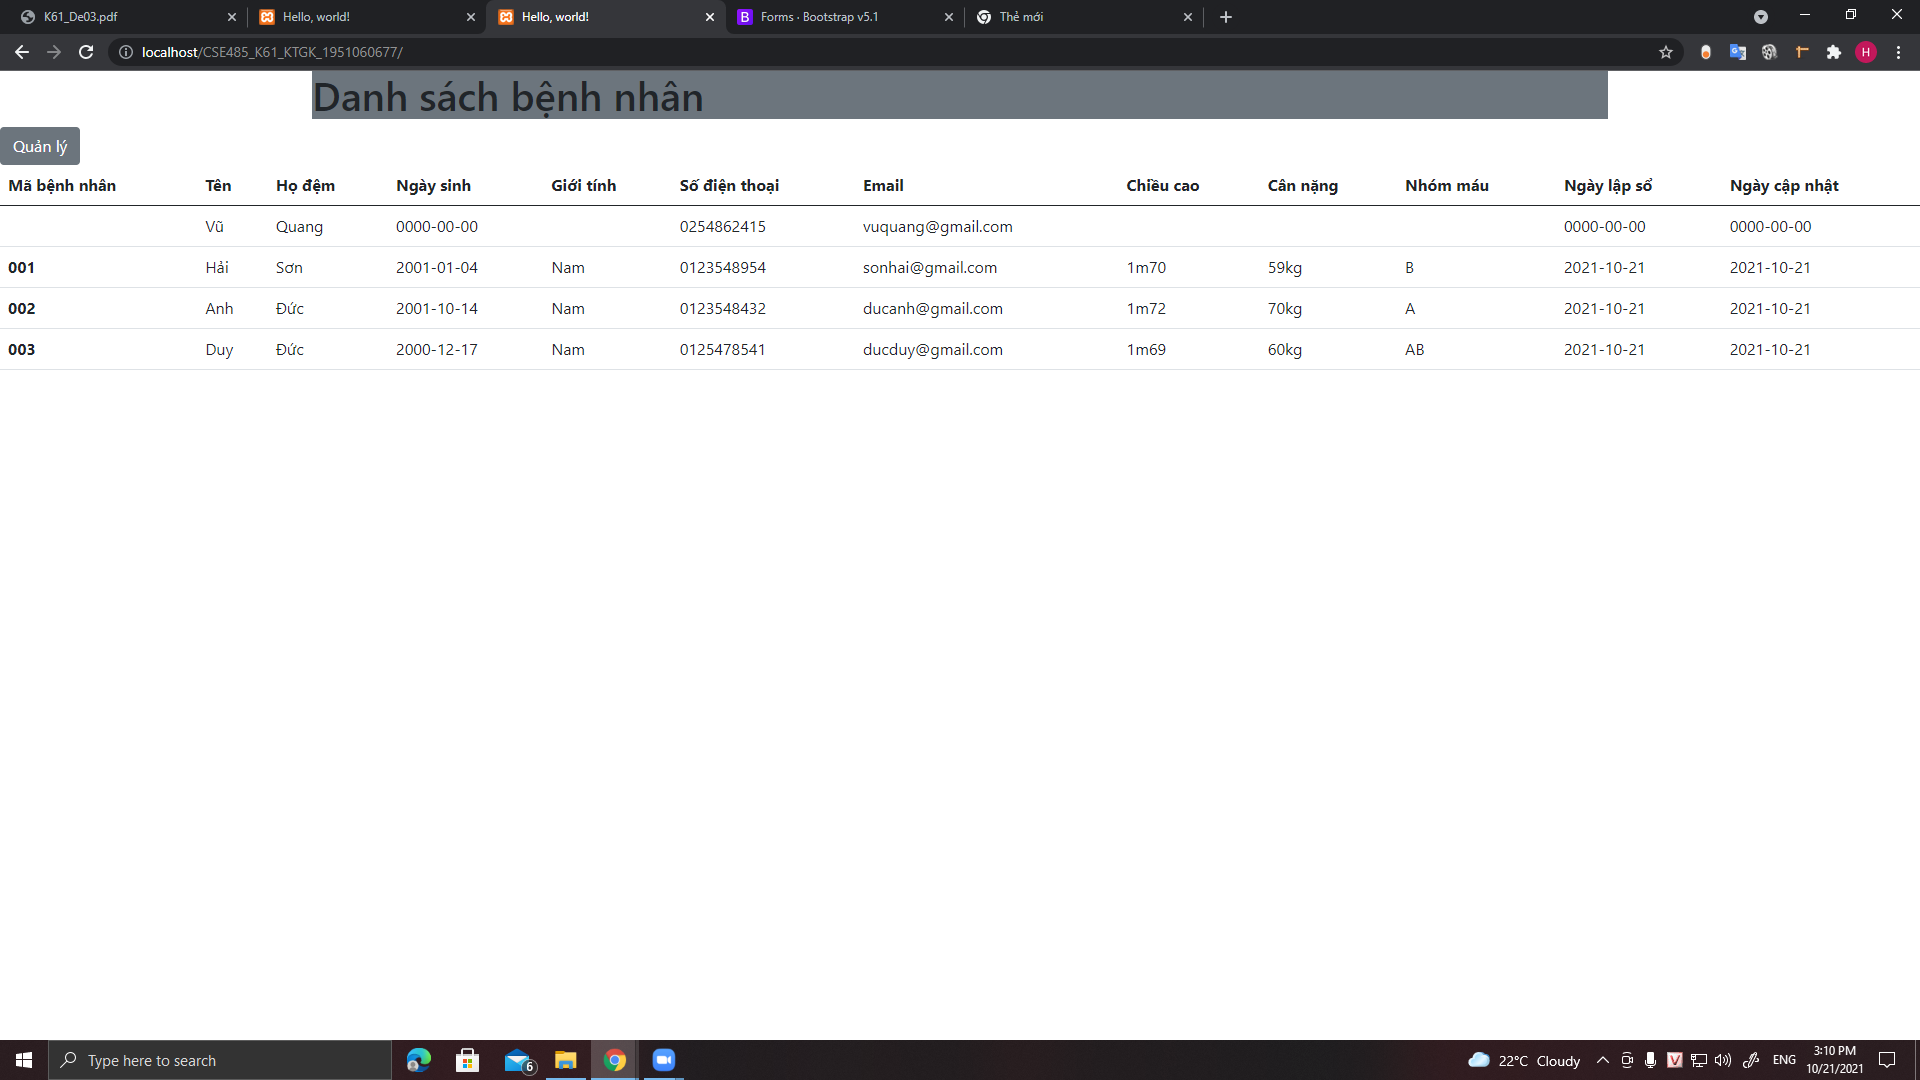 K61_De03.pdf
Hello, world!
Hello, world!
B Forms · Bootstrap v5.1
Thẻ mới
localhost/CSE485_K61_KTGK_1951060677/
H
Danh sách bệnh nhân
Quản lý
Mã bệnh nhân Tên Họ đệm Ngày sinh Giới tính Số điện thoại Email Chiều cao Cân nặng Nhóm máu Ngày lập sổ Ngày cập nhật
Vũ Quang 0000-00-00 0254862415 vuquang@gmail.com 0000-00-00 0000-00-00
001 Hải Sơn 2001-01-04 Nam 0123548954 sonhai@gmail.com 1m70 59kg B 2021-10-21 2021-10-21
002 Anh Đức 2001-10-14 Nam 0123548432 ducanh@gmail.com 1m72 70kg A 2021-10-21 2021-10-21
003 Duy Đức 2000-12-17 Nam 0125478541 ducduy@gmail.com 1m69 60kg AB 2021-10-21 2021-10-21
Type here to search
6
22°C Cloudy
V
ENG
3:10 PM
10/21/2021